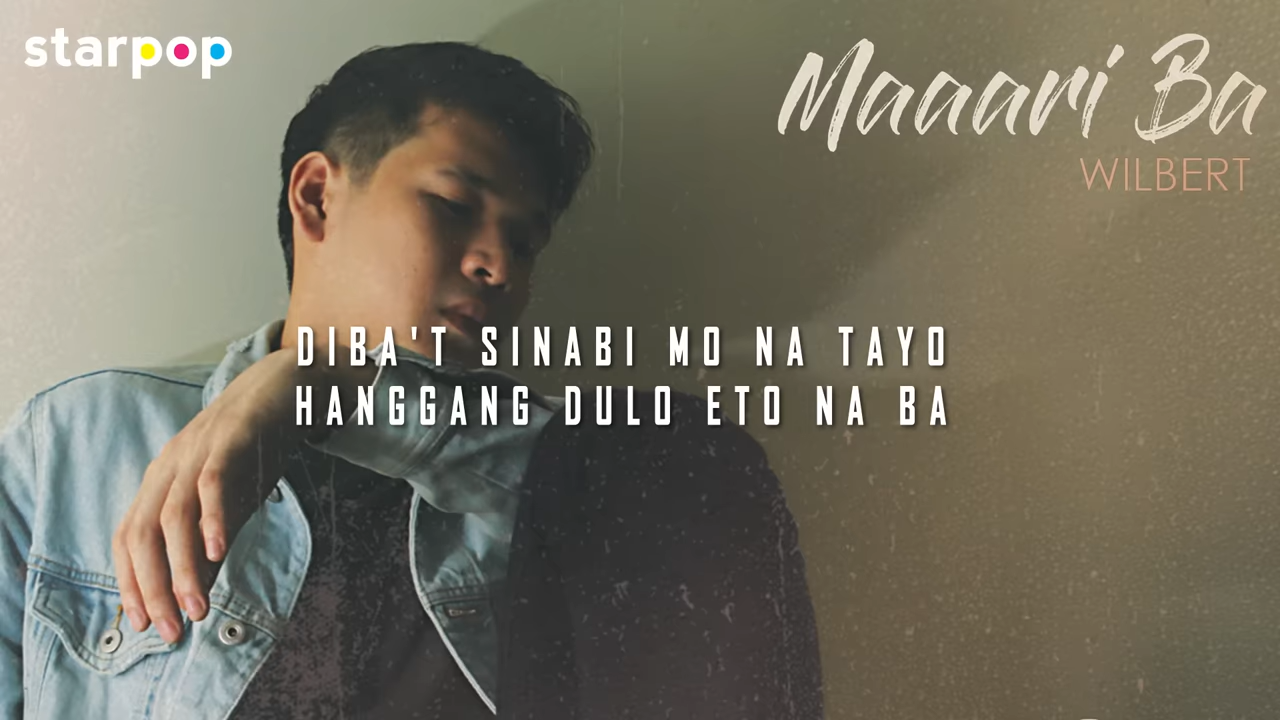 starpop
Maaari Ba
WILBERT
DIBA'T SINABI MO NA TAYO
HANGGANG DULO ETO NA BA